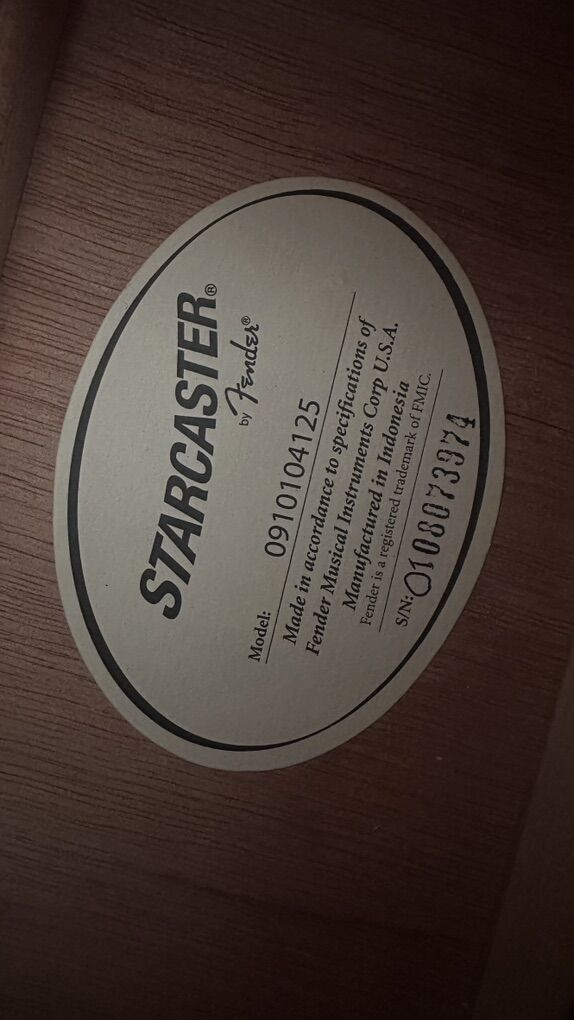 STARCASTER®
by Fender®
Model: 0910104125
Made in accordance to specifications of
Fender Musical Instruments Corp U.S.A.
Manufactured in Indonesia
Fender is a registered trademark of FMIC.
S/N: 0108073974